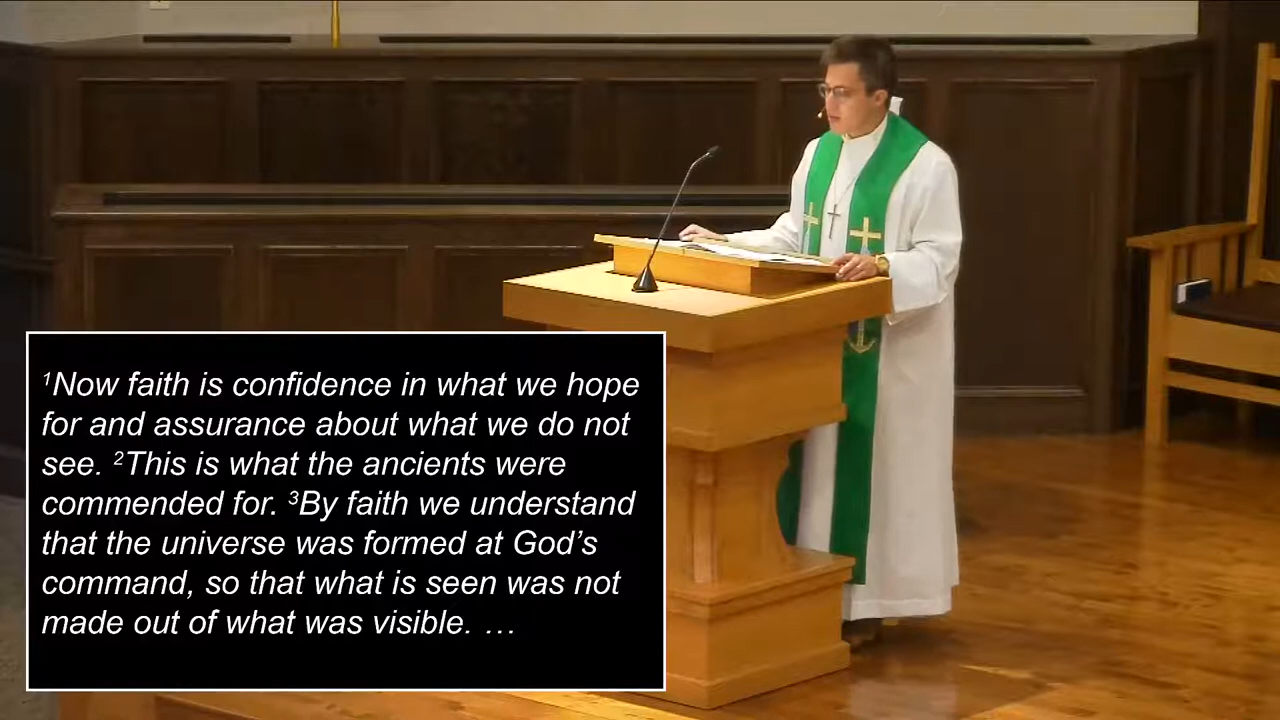 ¹Now faith is confidence in what we hope
for and assurance about what we do not
see. ²This is what the ancients were
commended for. ³By faith we understand
that the universe was formed at God’s
command, so that what is seen was not
made out of what was visible. …